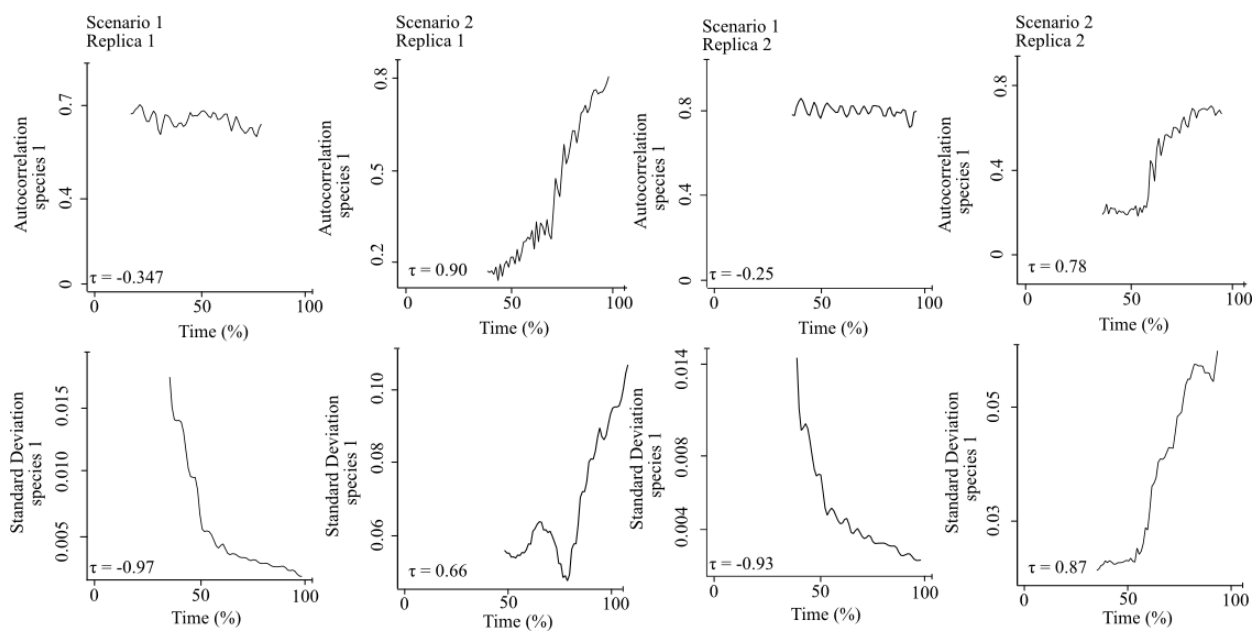 Scenario 1
Replica 1
Scenario 2
Replica 1
Scenario 1
Replica 2
Scenario 2
Replica 2
Autocorrelation
species 1
0.7
0.4
0
τ = -0.347
0
50
100
Time (%)
Autocorrelation
species 1
0.8
0.5
0.2
τ = 0.90
0
50
100
Time (%)
Autocorrelation
species 1
0.8
0.4
0
τ = -0.25
0
50
100
Time (%)
Autocorrelation
species 1
0.8
0.4
0
τ = 0.78
0
50
100
Time (%)
Standard Deviation
species 1
0.015
0.010
0.005
τ = -0.97
0
50
100
Time (%)
Standard Deviation
species 1
0.10
0.08
0.06
τ = 0.66
0
50
100
Time (%)
Standard Deviation
species 1
0.014
0.008
0.004
τ = -0.93
0
50
100
Time (%)
Standard Deviation
species 1
0.05
0.03
τ = 0.87
0
50
100
Time (%)